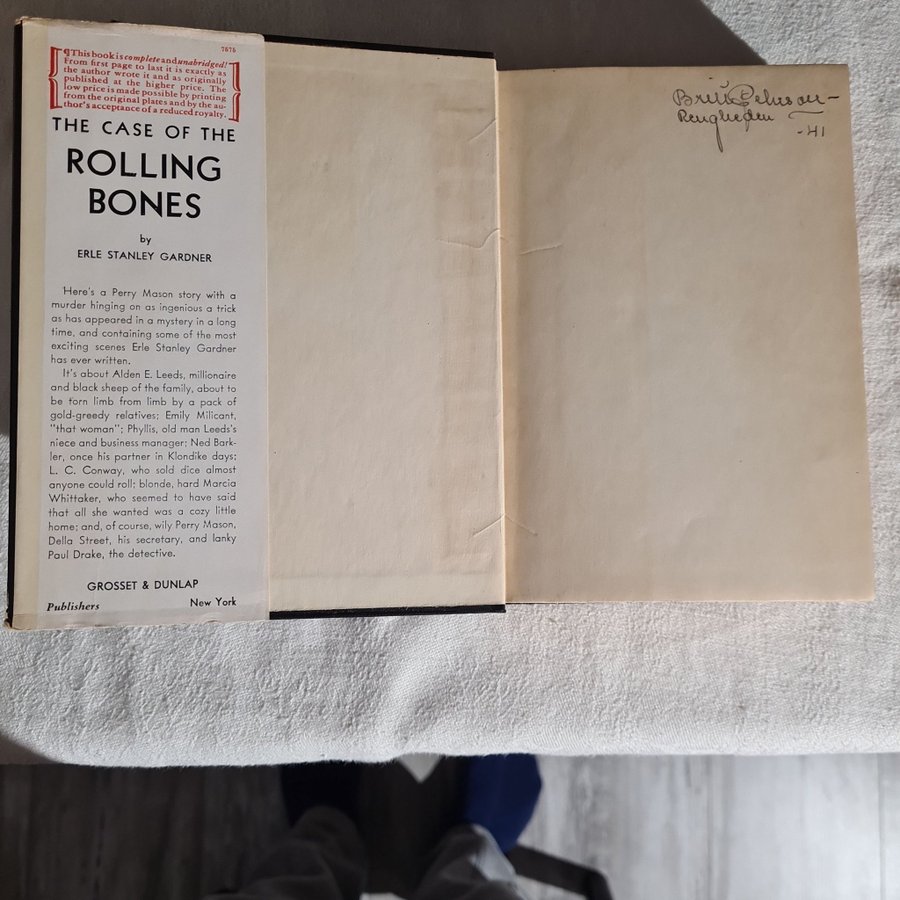 7676
¶This book is complete and unabridged!
From first page to last it is exactly as
the author wrote it and as originally
published at the higher price. The
low price is made possible by printing
from the original plates and by the au-
thor's acceptance of a reduced royalty.
THE CASE OF THE
ROLLING
BONES
by
ERLE STANLEY GARDNER
Here's a Perry Mason story with a
murder hinging on as ingenious a trick
as has appeared in a mystery in a long
time, and containing some of the most
exciting scenes Erle Stanley Gardner
has ever written.
It's about Alden E. Leeds, millionaire
and black sheep of the family, about to
be torn limb from limb by a pack of
gold-greedy relatives; Emily Milicant,
"that woman"; Phyllis, old man Leeds's
niece and business manager; Ned Bark-
ler, once his partner in Klondike days;
L. C. Conway, who sold dice almost
anyone could roll; blonde, hard Marcia
Whittaker, who seemed to have said
that all she wanted was a cozy little
home; and, of course, wily Perry Mason,
Della Street, his secretary, and lanky
Paul Drake, the detective.
GROSSET & DUNLAP
Publishers New York
-41